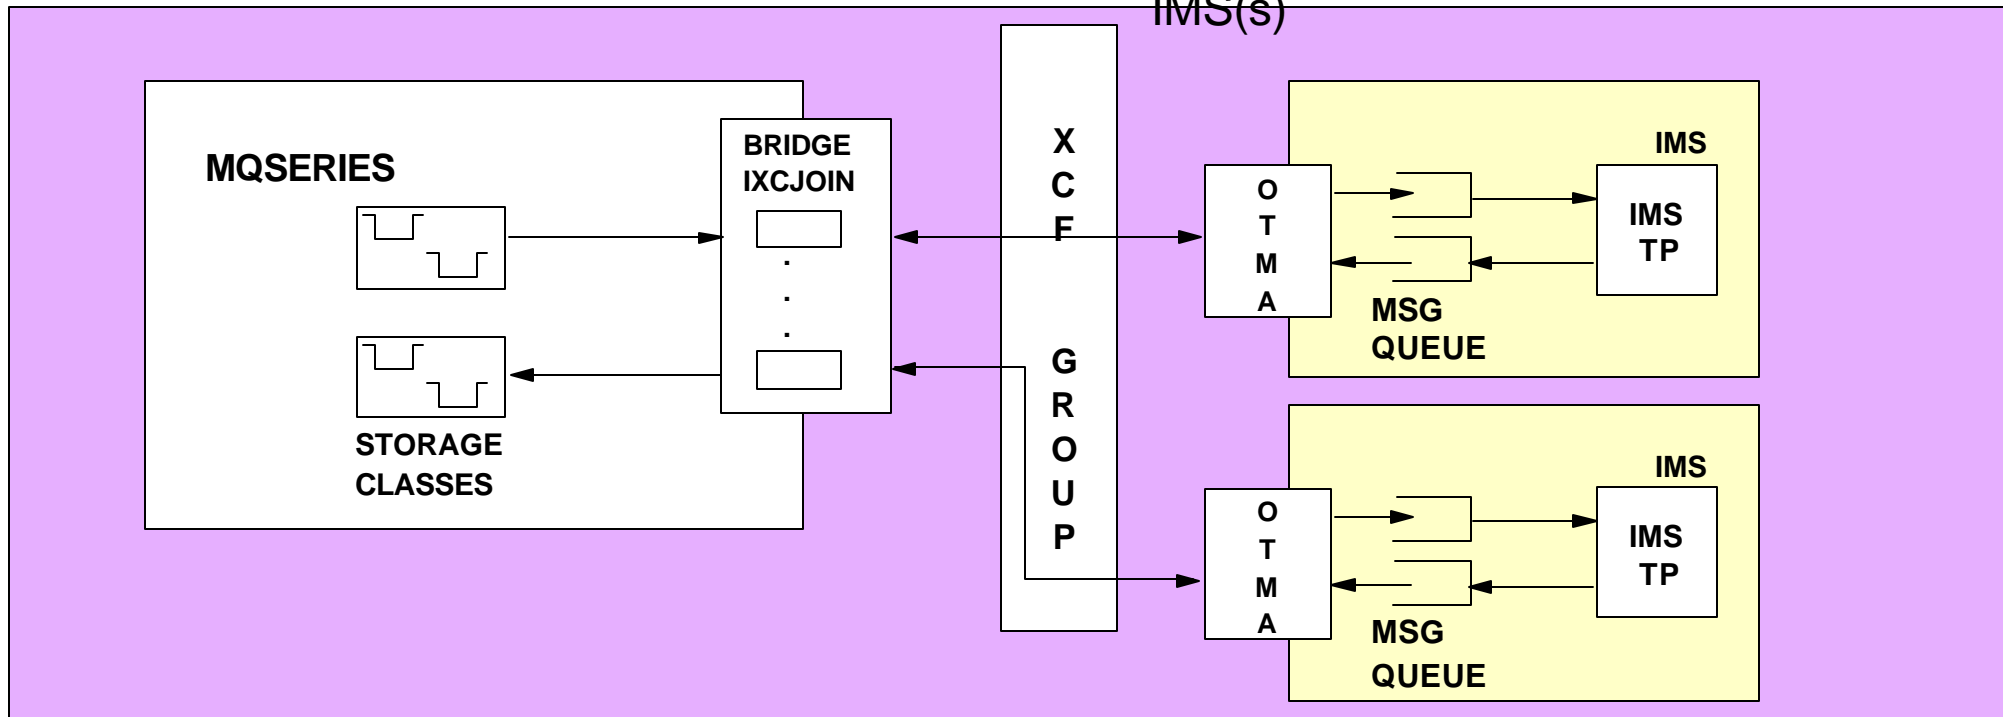 IMS(s)
MQSERIES
STORAGE
CLASSES
BRIDGE
IXCJOIN
.
.
.
X
C
F
G
R
O
U
P
O
T
M
A
MSG
QUEUE
IMS
IMS
TP
O
T
M
A
MSG
QUEUE
IMS
IMS
TP